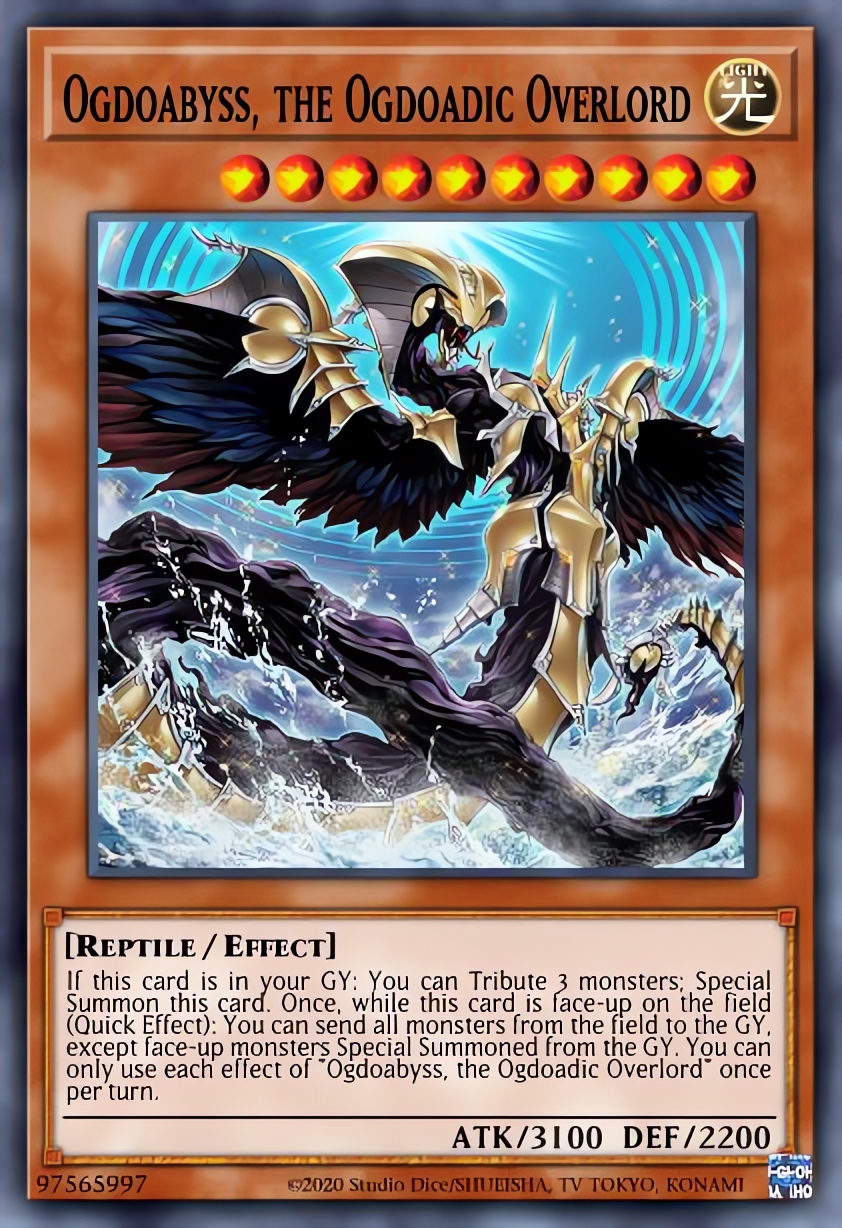 Ogdoabyss, the Ogdoadic Overlord
LIGHT
光
[Reptile / Effect]
If this card is in your GY: You can Tribute 3 monsters; Special
Summon this card. Once, while this card is face-up on the field
(Quick Effect): You can send all monsters from the field to the GY,
except face-up monsters Special Summoned from the GY. You can
only use each effect of "Ogdoabyss, the Ogdoadic Overlord" once
per turn.
ATK/3100 DEF/2200
97565997
©2020 Studio Dice/SHUEISHA, TV TOKYO, KONAMI